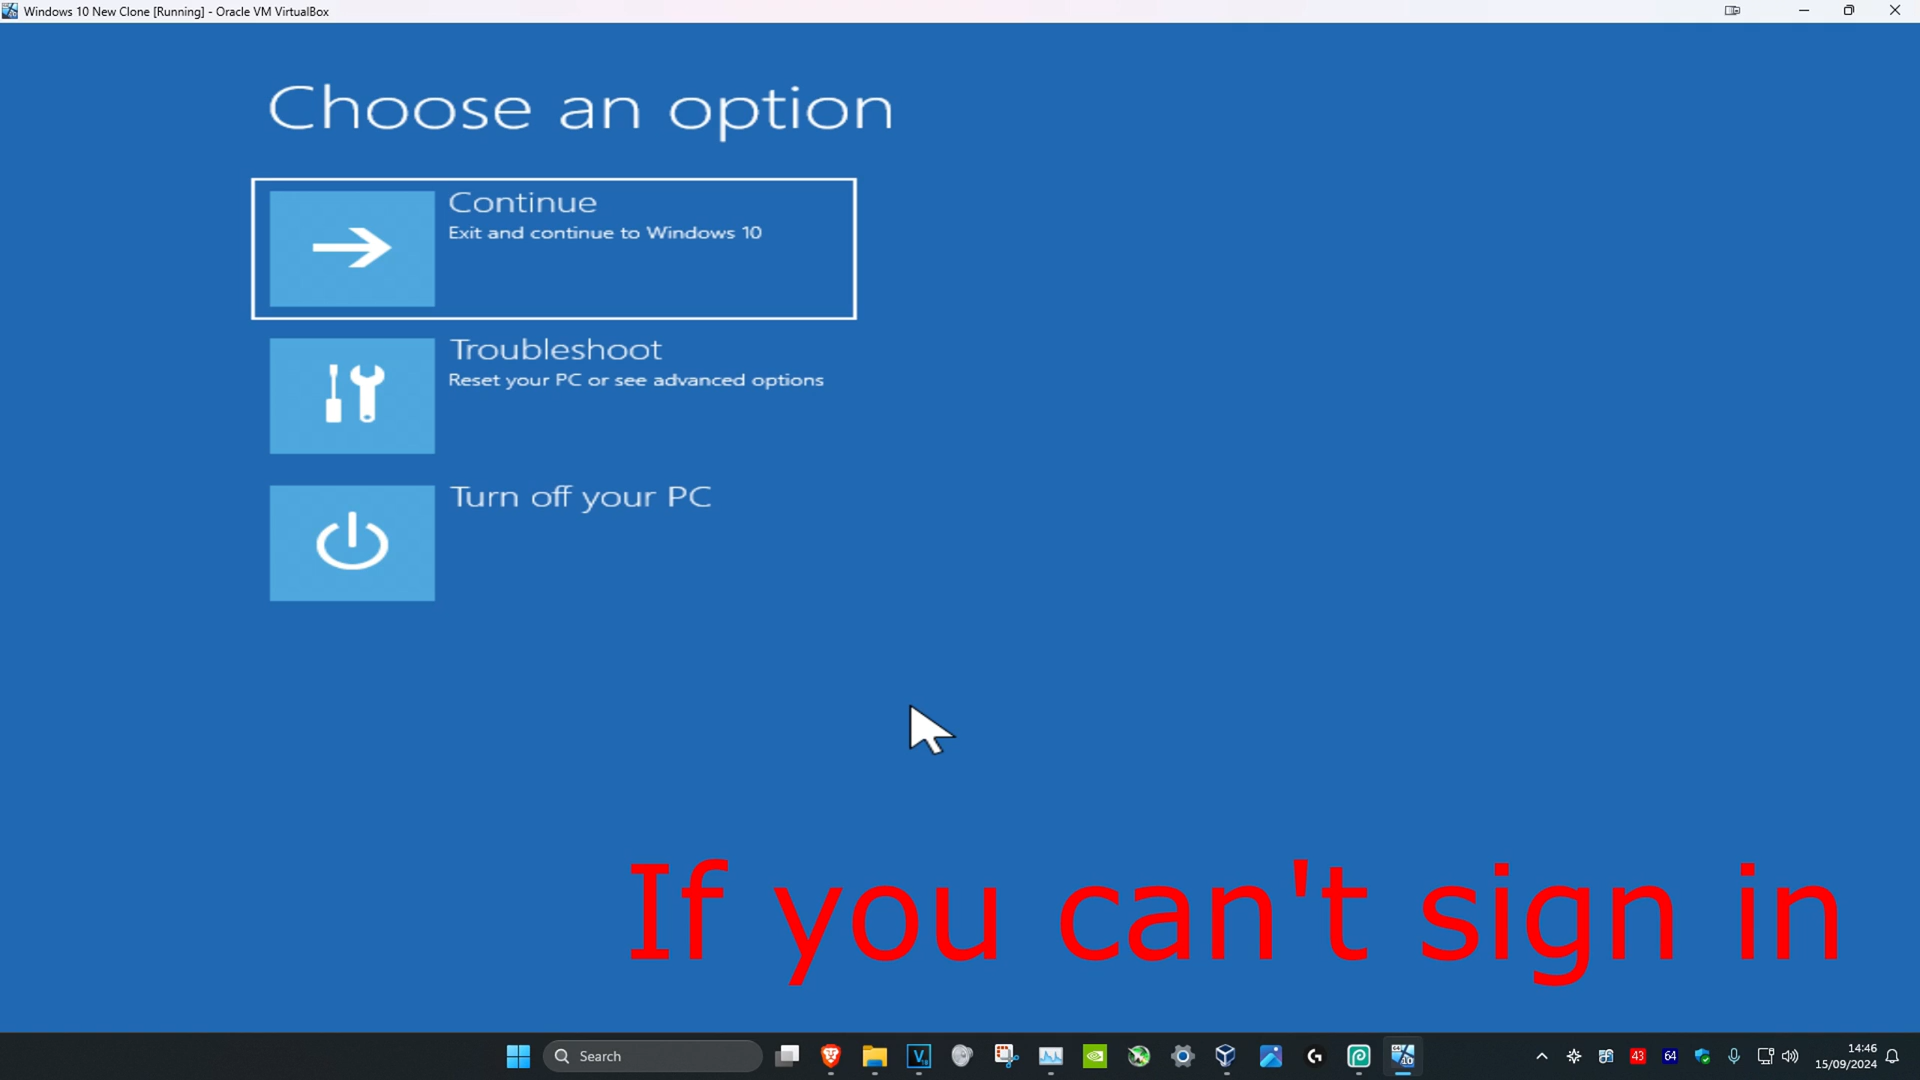 Windows 10 New Clone [Running] - Oracle VM VirtualBox
Choose an option
Continue
Exit and continue to Windows 10
Troubleshoot
Reset your PC or see advanced options
Turn off your PC
If you can't sign in
Search
43
64
14:46
15/09/2024